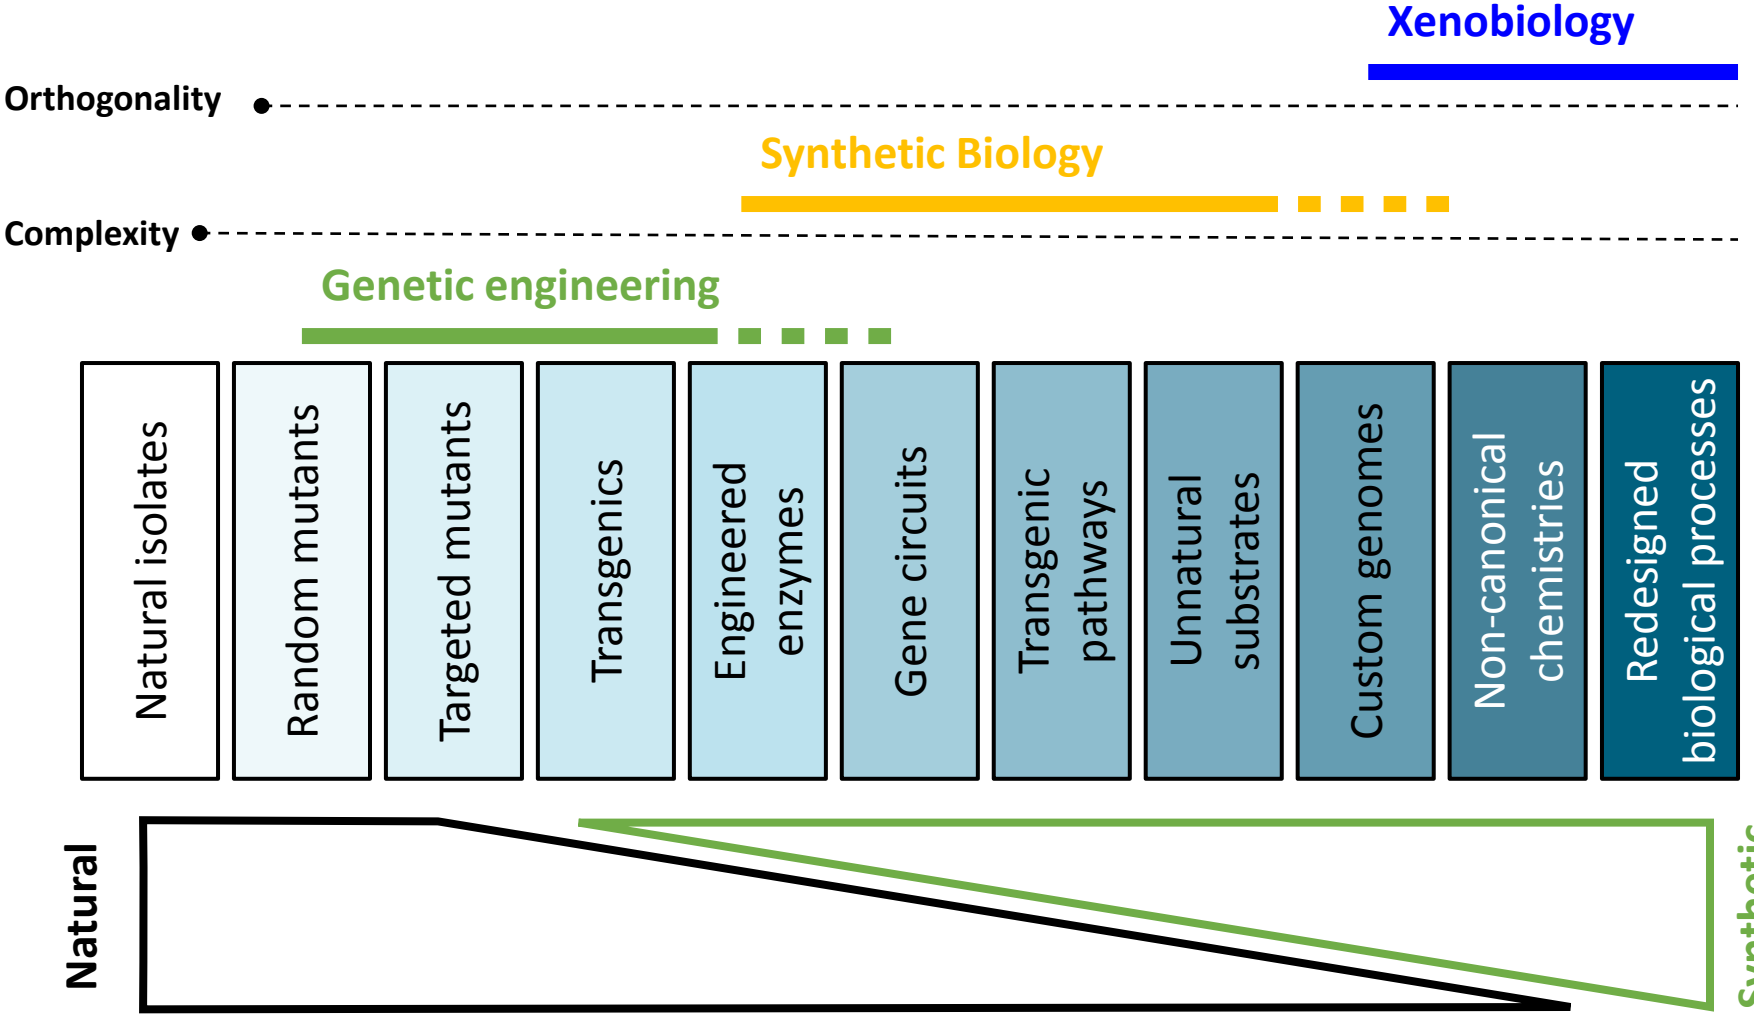 Xenobiology
Orthogonality
Synthetic Biology
Complexity
Genetic engineering
Natural isolates
Random mutants
Targeted mutants
Transgenics
Engineered
enzymes
Gene circuits
Transgenic
pathways
Unnatural
substrates
Custom genomes
Non-canonical
chemistries
Redesigned
biological processes
Natural
Synthetic